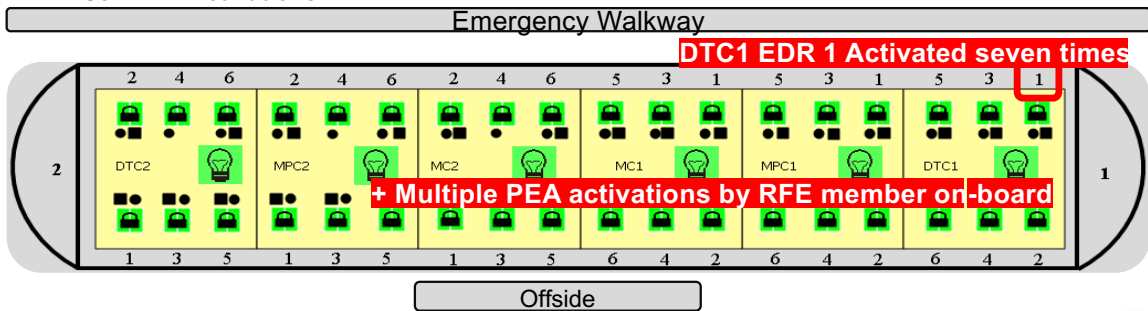 Emergency Walkway
DTC1 EDR 1 Activated seven times
2 4 6 2 4 6 2 4 6 5 3 1 5 3 1 5 3 1
2 DTC2 MPC2 MC2 MC1 MPC1 DTC1 1
+ Multiple PEA activations by RFE member on-board
1 3 5 1 3 5 1 3 5 6 4 2 6 4 2 6 4 2
Offside